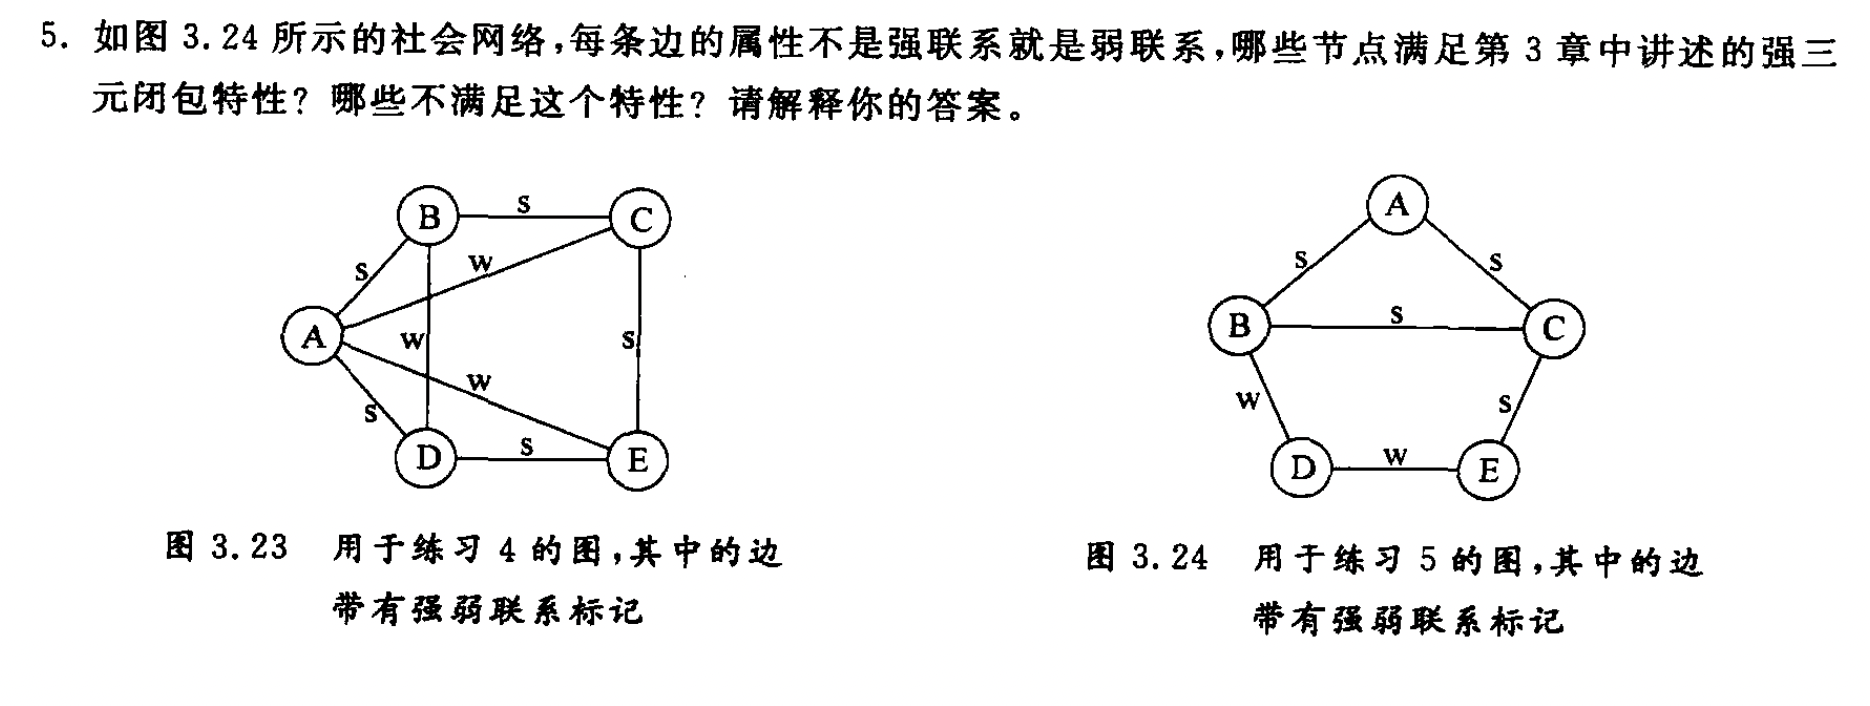 5. 如图 3.24 所示的社会网络,每条边的属性不是强联系就是弱联系,哪些节点满足第 3 章中讲述的强三
元闭包特性? 哪些不满足这个特性? 请解释你的答案。
B
s
C
s
w
A
w
s
w
s
D
s
E
图 3.23 用于练习 4 的图,其中的边
带有强弱联系标记
A
s
s
B
s
C
w
s
D
w
E
图 3.24 用于练习 5 的图,其中的边
带有强弱联系标记